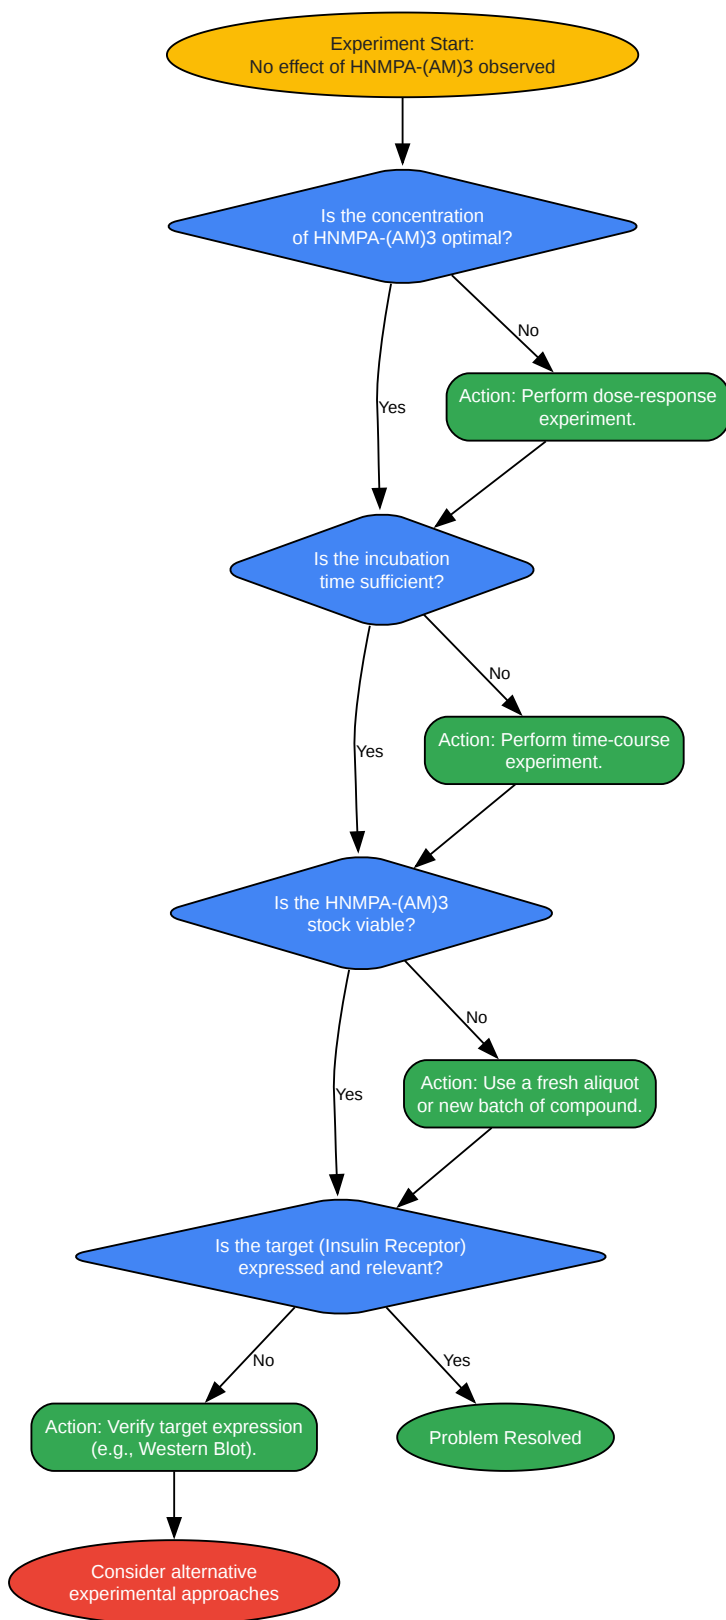 Experiment Start:
No effect of HNMPA-(AM)3 observed
Is the concentration
of HNMPA-(AM)3 optimal?
No
Action: Perform dose-response
experiment.
Yes
Is the incubation
time sufficient?
No
Action: Perform time-course
experiment.
Yes
Is the HNMPA-(AM)3
stock viable?
No
Action: Use a fresh aliquot
or new batch of compound.
Yes
Is the target (Insulin Receptor)
expressed and relevant?
No
Yes
Action: Verify target expression
(e.g., Western Blot).
Problem Resolved
Consider alternative
experimental approaches